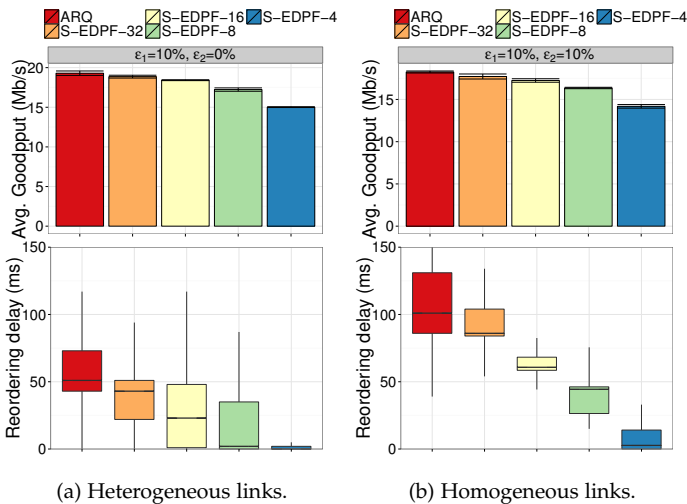 ARQ S-EDPF-16 S-EDPF-4
S-EDPF-32 S-EDPF-8
ε1=10%, ε2=0%
Avg. Goodpput (Mb/s)
20
15
10
5
0
Reordering delay (ms)
150
100
50
0
(a) Heterogeneous links.
ARQ S-EDPF-16 S-EDPF-4
S-EDPF-32 S-EDPF-8
ε1=10%, ε2=10%
Avg. Goodpput (Mb/s)
15
10
5
0
Reordering delay (ms)
150
100
50
0
(b) Homogeneous links.